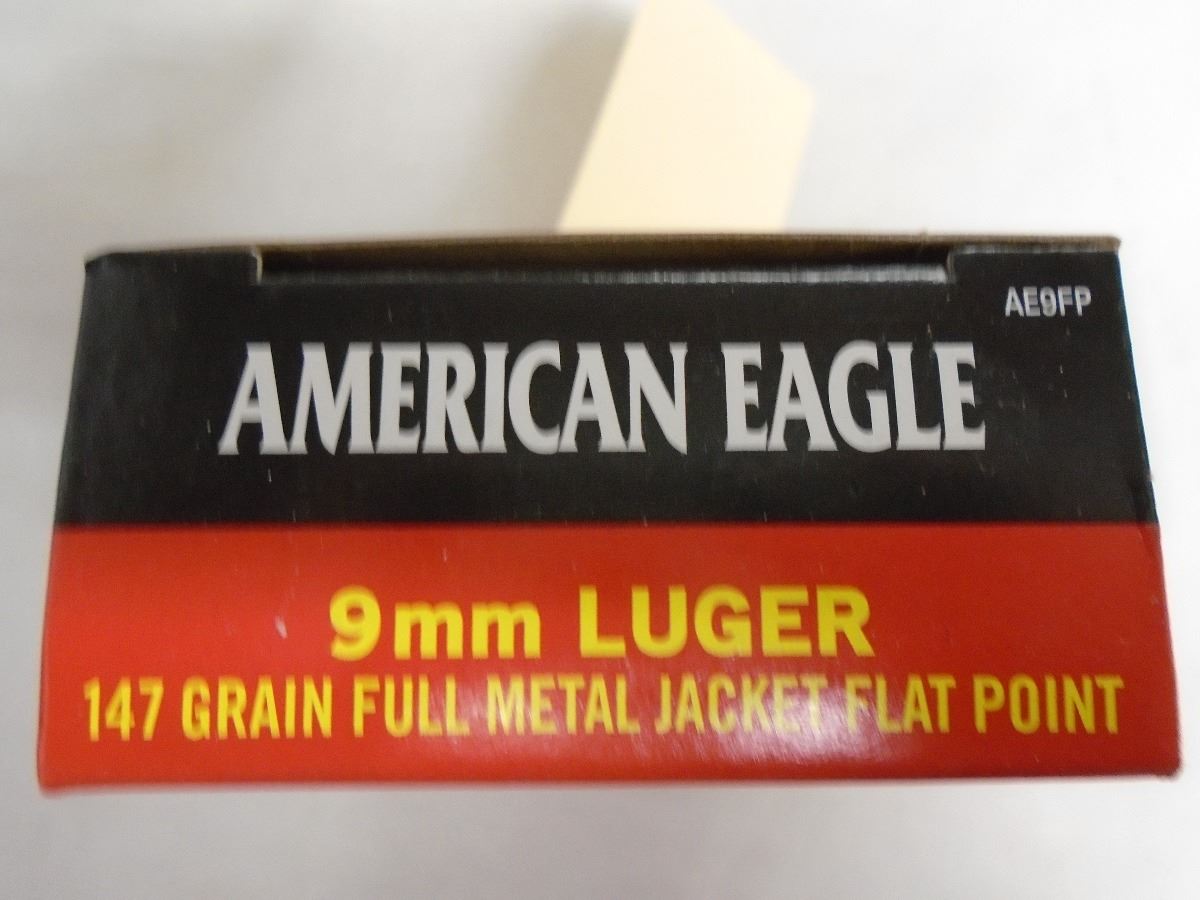 AE9FP
AMERICAN EAGLE
9mm LUGER
147 GRAIN FULL METAL JACKET FLAT POINT